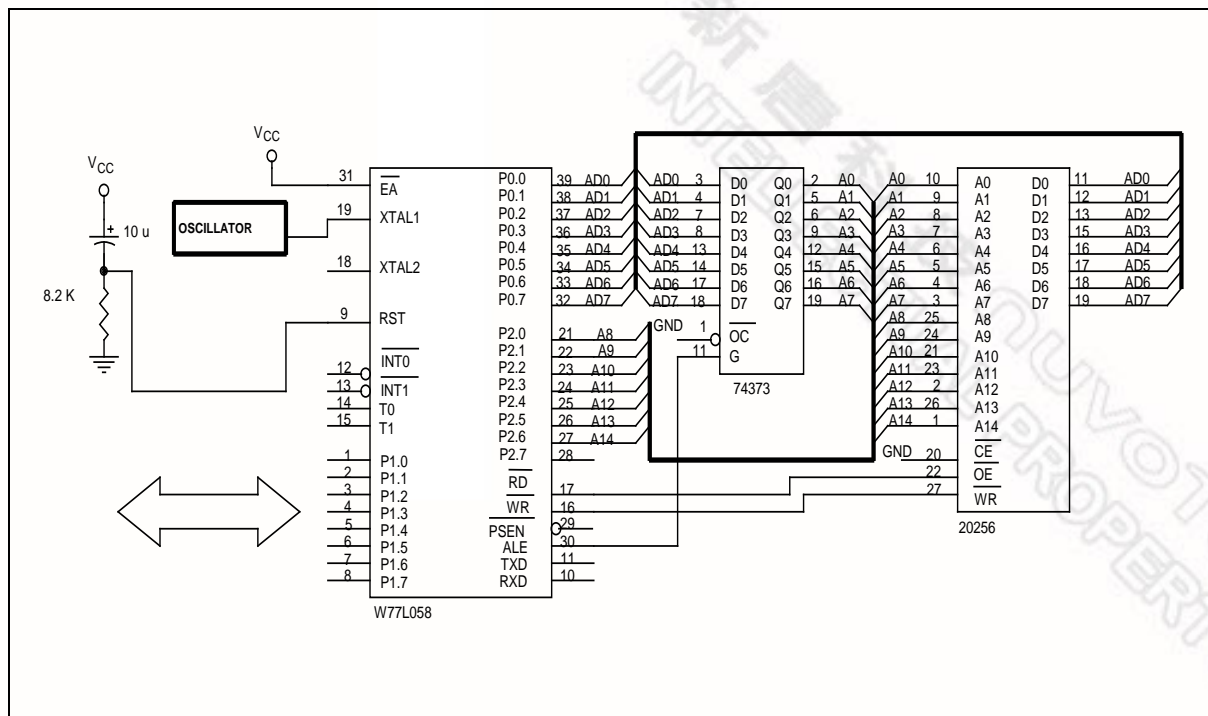 新唐科技 NUVOTON
INTELLECTUAL PROPERTY
VCC
VCC
10 u
8.2 K
OSCILLATOR
31 EA
19 XTAL1
18 XTAL2
9 RST
12 INT0
13 INT1
14 T0
15 T1
1 P1.0
2 P1.1
3 P1.2
4 P1.3
5 P1.4
6 P1.5
7 P1.6
8 P1.7
P0.0 39 AD0
P0.1 38 AD1
P0.2 37 AD2
P0.3 36 AD3
P0.4 35 AD4
P0.5 34 AD5
P0.6 33 AD6
P0.7 32 AD7
P2.0 21 A8
P2.1 22 A9
P2.2 23 A10
P2.3 24 A11
P2.4 25 A12
P2.5 26 A13
P2.6 27 A14
P2.7 28
RD 17
WR 16
PSEN 29
ALE 30
TXD 11
RXD 10
W77L058
AD0 3 D0 Q0 2 A0
AD1 4 D1 Q1 5 A1
AD2 7 D2 Q2 6 A2
AD3 8 D3 Q3 9 A3
AD4 13 D4 Q4 12 A4
AD5 14 D5 Q5 15 A5
AD6 17 D6 Q6 16 A6
AD7 18 D7 Q7 19 A7
GND 1 OC
11 G
74373
A0 10 A0 D0 11 AD0
A1 9 A1 D1 12 AD1
A2 8 A2 D2 13 AD2
A3 7 A3 D3 15 AD3
A4 6 A4 D4 16 AD4
A5 5 A5 D5 17 AD5
A6 4 A6 D6 18 AD6
A7 3 A7 D7 19 AD7
A8 25 A8
A9 24 A9
A10 21 A10
A11 23 A11
A12 2 A12
A13 26 A13
A14 1 A14
GND 20 CE
22 OE
27 WR
20256